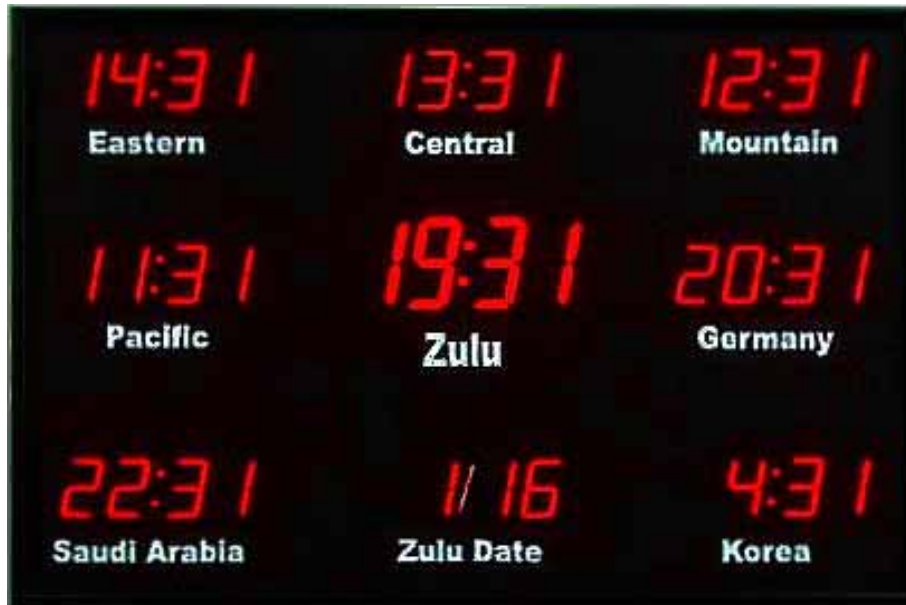 14:31 13:31 12:31
Eastern Central Mountain
11:31 19:31 20:31
Pacific Zulu Germany
22:31 1/16 4:31
Saudi Arabia Zulu Date Korea